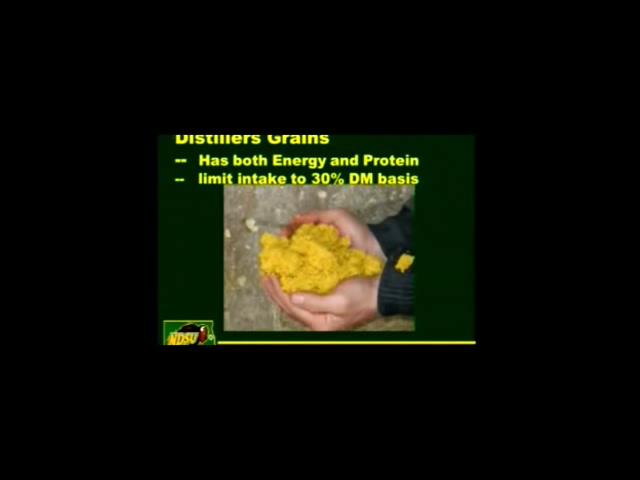 Distillers Grains
-- Has both Energy and Protein
-- limit intake to 30% DM basis
NDSU